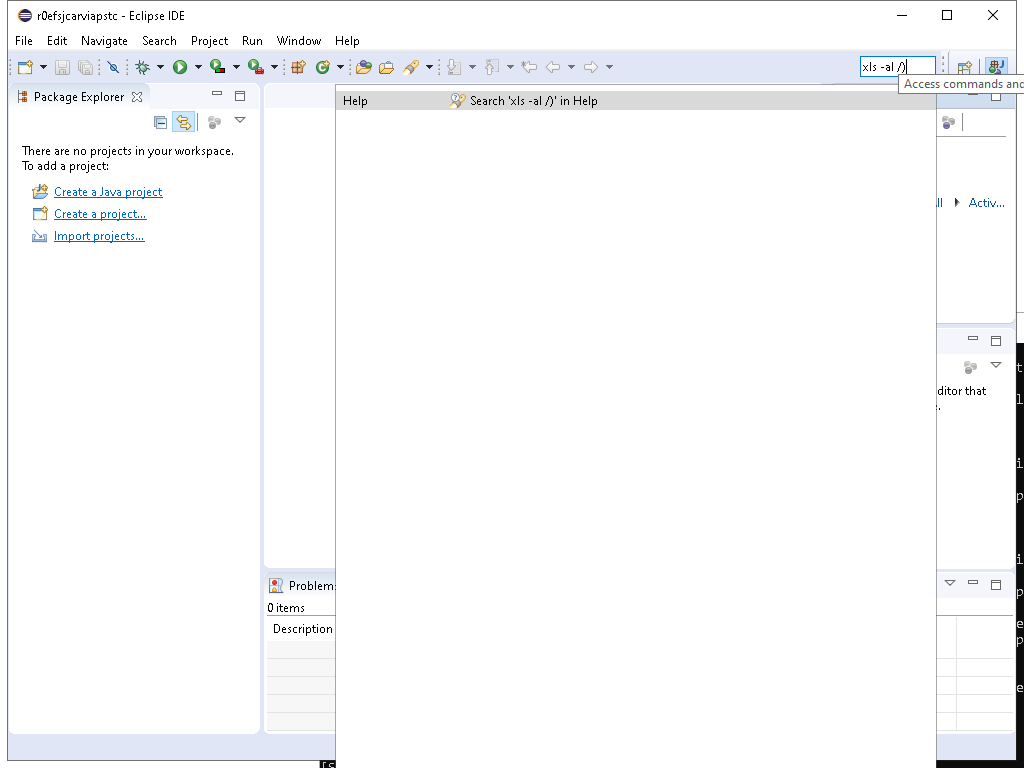 r0efsjcarviapstc - Eclipse IDE
File Edit Navigate Search Project Run Window Help
xls -al /)
Access commands and
Package Explorer
Help Search 'xls -al /)' in Help
There are no projects in your workspace.
To add a project:
Create a Java project
Activ...
Create a project...
Import projects...
ditor that
Problem
0 items
Description